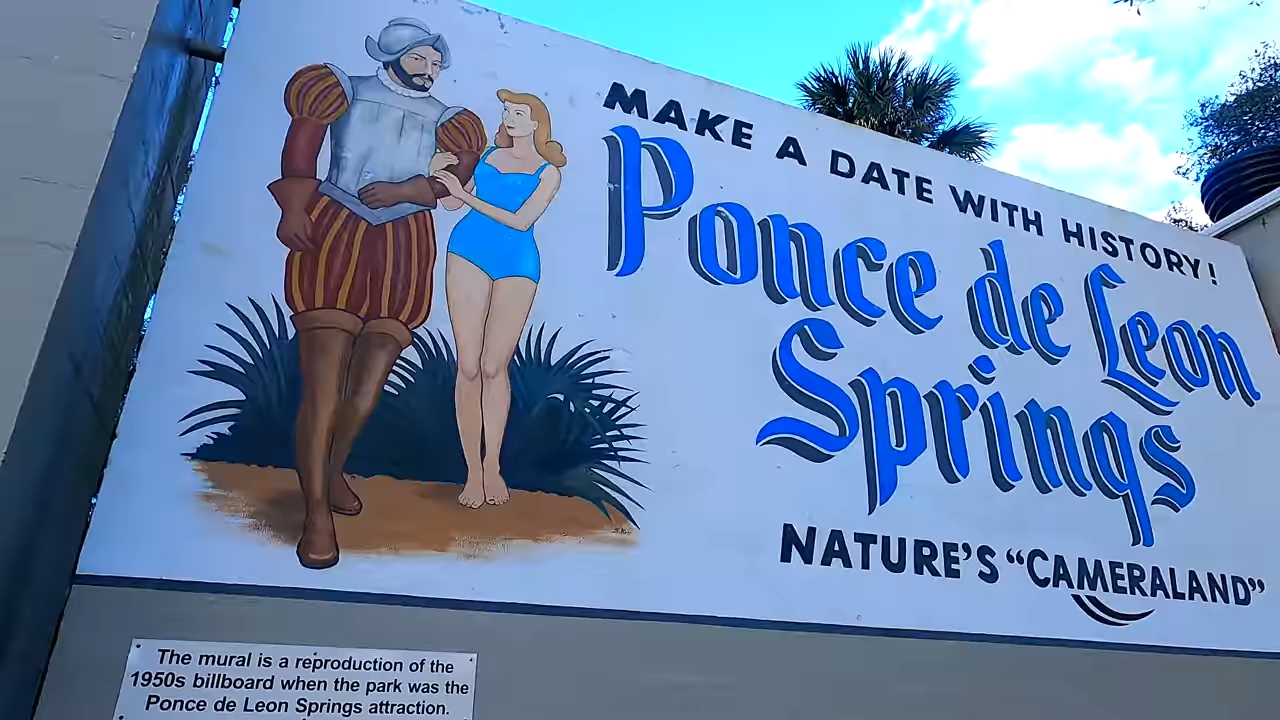 MAKE A DATE WITH HISTORY!
Ponce de Leon
Springs
NATURE'S “CAMERALAND”
The mural is a reproduction of the
1950s billboard when the park was the
Ponce de Leon Springs attraction.